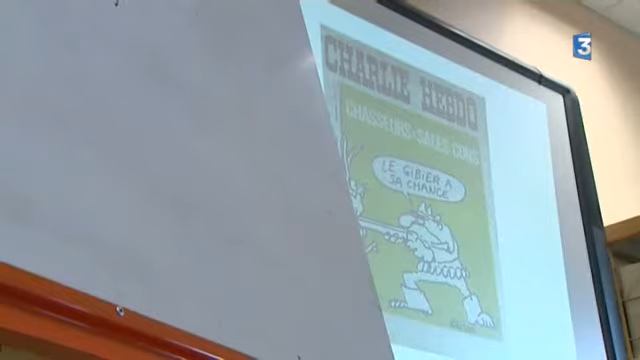 3
CHARLIE HEBDO
CHASSEURS: SALES CONS
LE GIBIER A
SA CHANCE